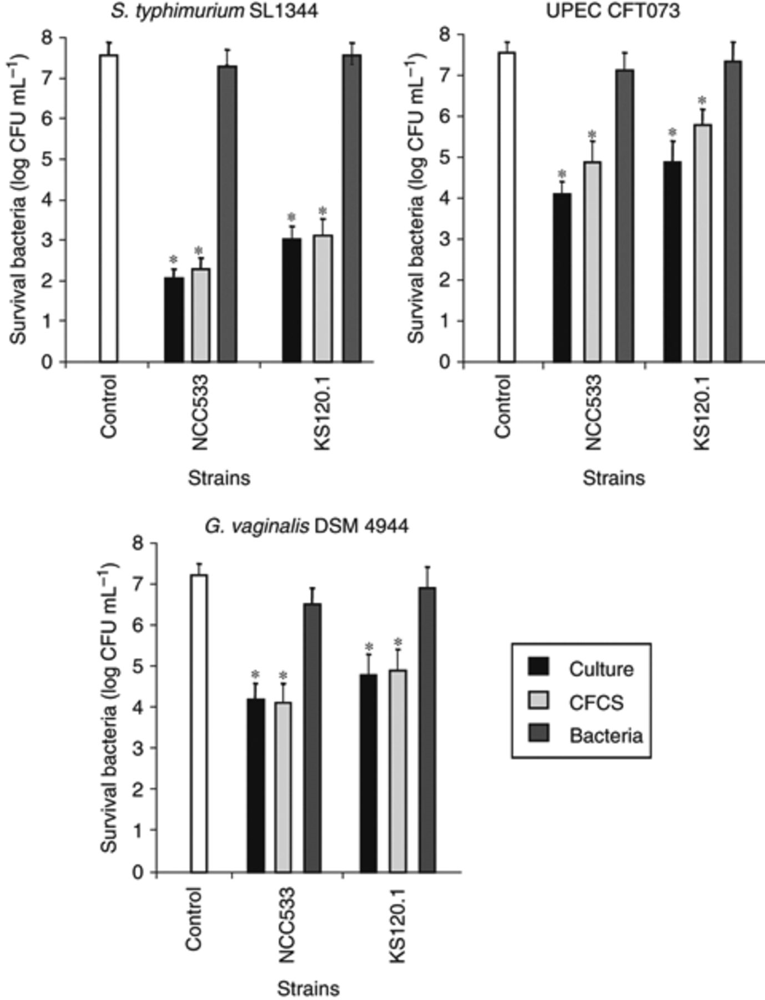 S. typhimurium SL1344
Survival bacteria (log CFU mL⁻¹)
8
7
6
5
4
3
2
1
0
*
*
*
*
Control
NCC533
KS120.1
Strains
UPEC CFT073
Survival bacteria (log CFU mL⁻¹)
8
7
6
5
4
3
2
1
0
*
*
*
*
Control
NCC533
KS120.1
Strains
G. vaginalis DSM 4944
Survival bacteria (log CFU mL⁻¹)
8
7
6
5
4
3
2
1
0
*
*
*
*
Control
NCC533
KS120.1
Strains
Culture
CFCS
Bacteria